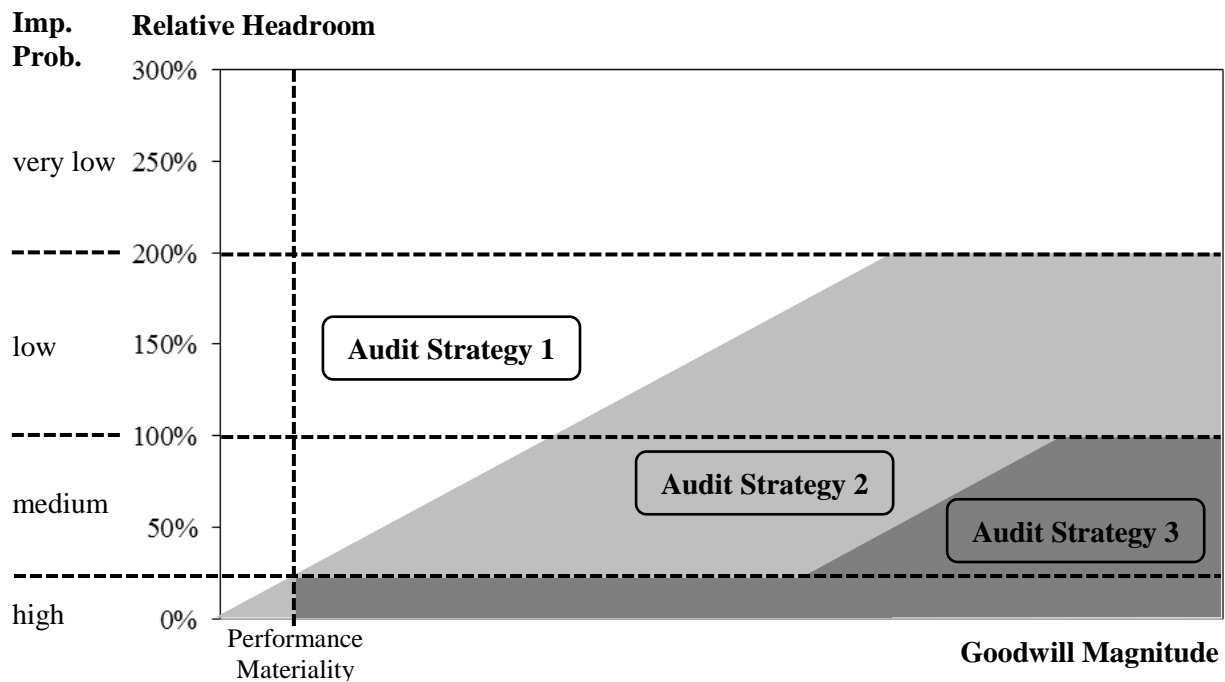 Imp.
Prob.
Relative Headroom
300%
very low
250%
200%
low
150%
Audit Strategy 1
100%
medium
Audit Strategy 2
50%
Audit Strategy 3
high
0%
Performance
Materiality
Goodwill Magnitude